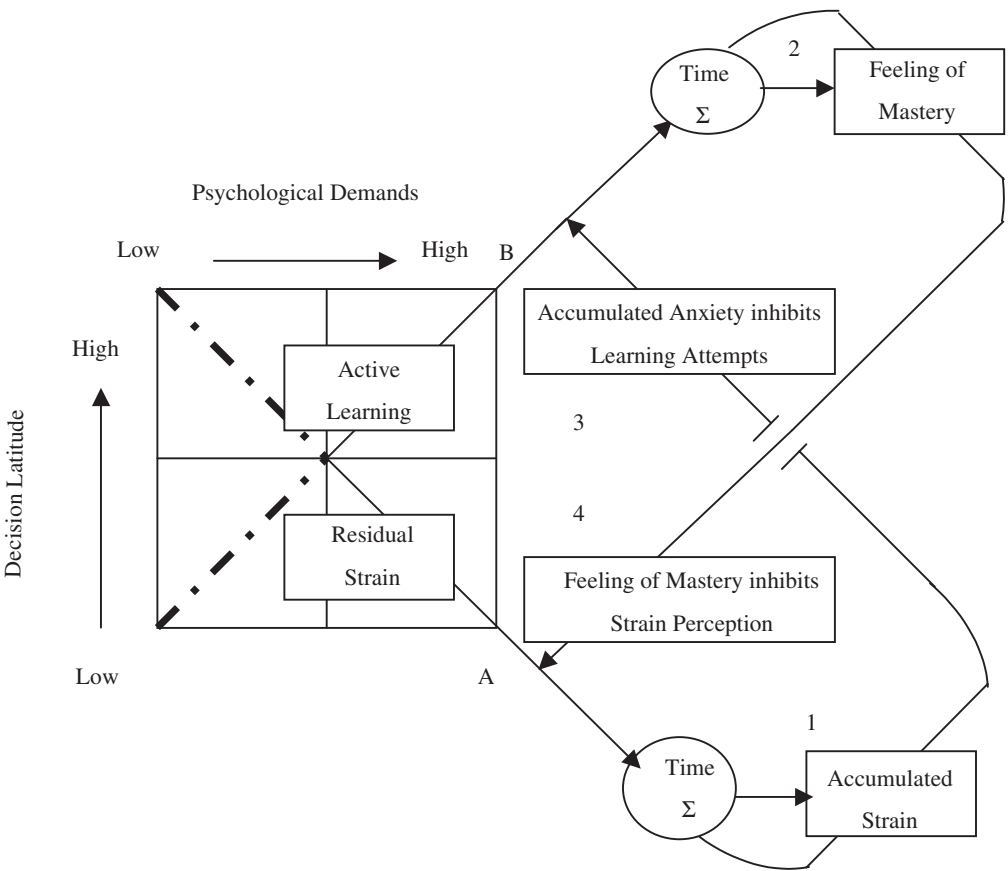 Time
Σ
2
Feeling of
Mastery
Psychological Demands
Low
High
B
High
Accumulated Anxiety inhibits
Learning Attempts
Active
Learning
3
Decision Latitude
4
Residual
Strain
Feeling of Mastery inhibits
Strain Perception
Low
A
1
Time
Σ
Accumulated
Strain